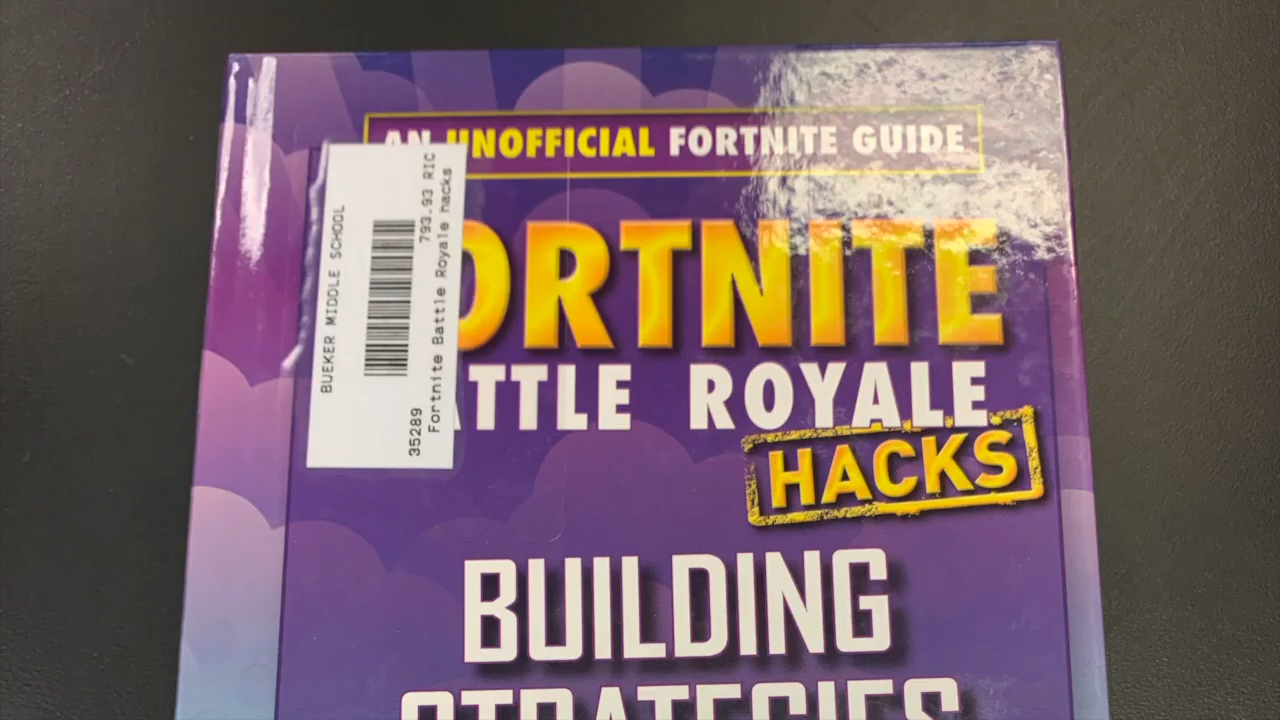 AN UNOFFICIAL FORTNITE GUIDE
FORTNITE
BATTLE ROYALE
HACKS
BUILDING
STRATEGIES
BUEKER MIDDLE SCHOOL
35289 793.93 RIC
Fortnite Battle Royale hacks